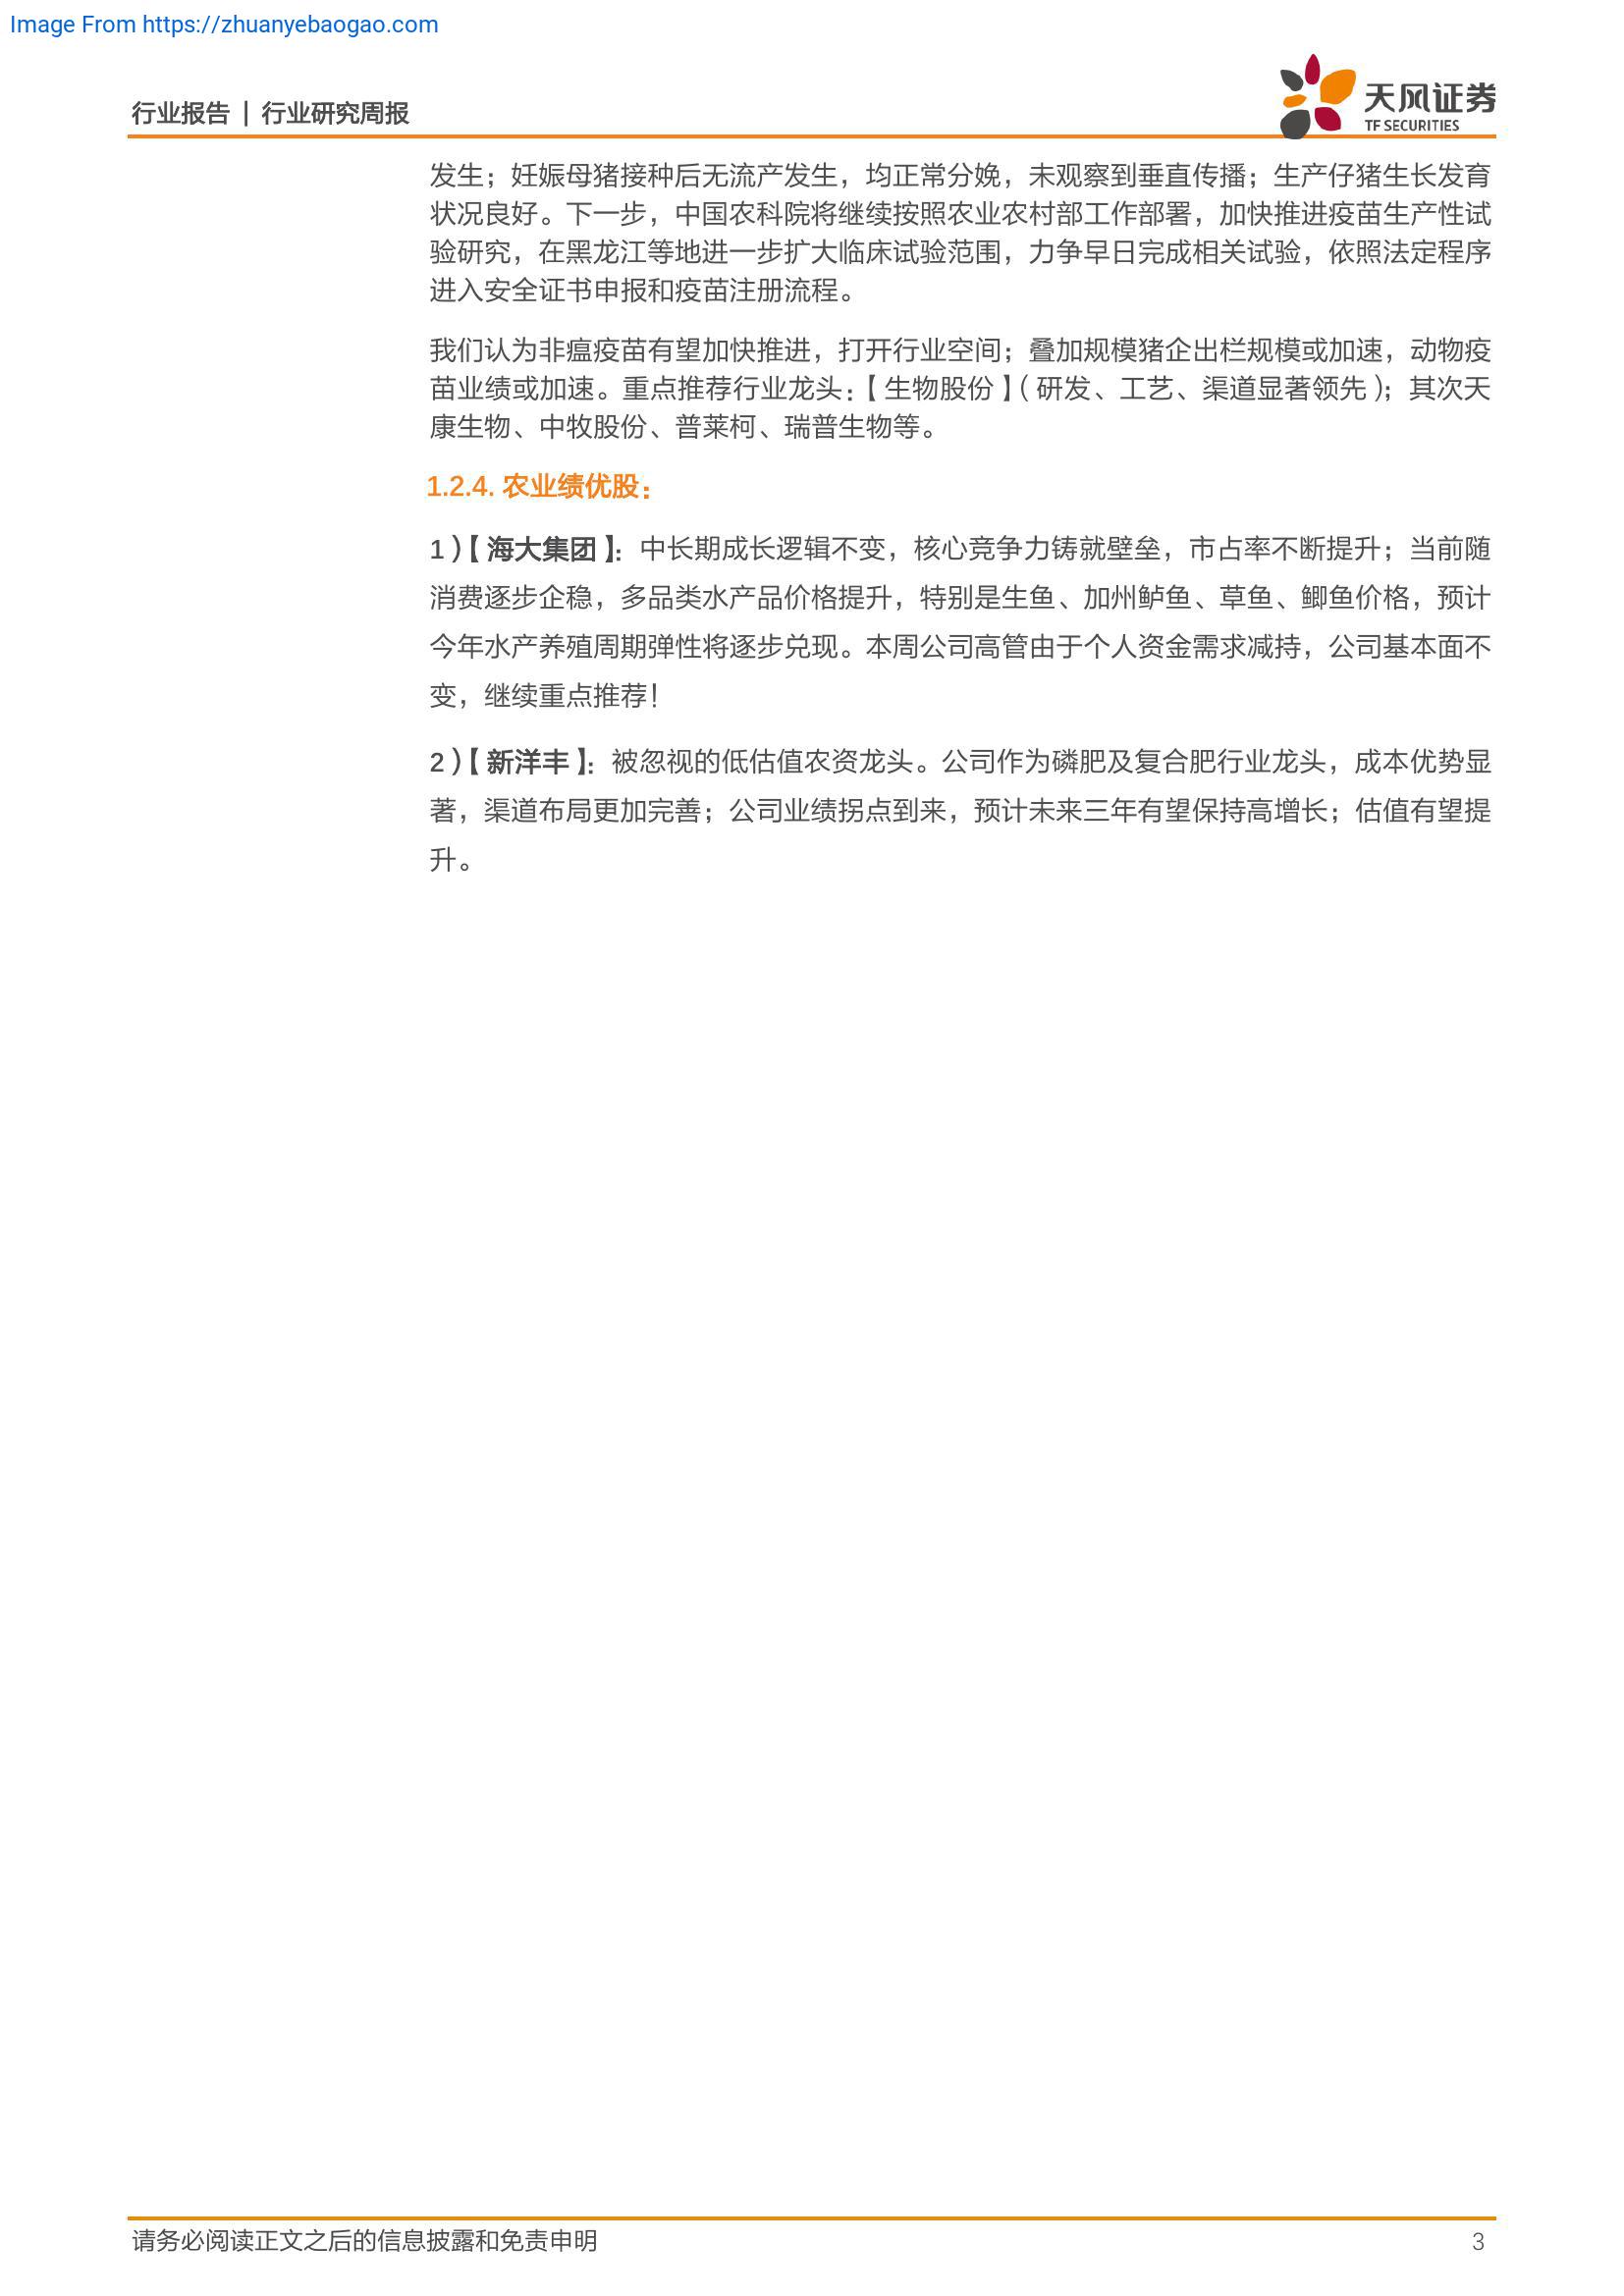 Image From https://zhuanyebaogao.com
行业报告 | 行业研究周报
天风证券
TF SECURITIES
发生；妊娠母猪接种后无流产发生，均正常分娩，未观察到垂直传播；生产仔猪生长发育
状况良好。下一步，中国农科院将继续按照农业农村部工作部署，加快推进疫苗生产性试
验研究，在黑龙江等地进一步扩大临床试验范围，力争早日完成相关试验，依照法定程序
进入安全证书申报和疫苗注册流程。
我们认为非瘟疫苗有望加快推进，打开行业空间；叠加规模猪企出栏规模或加速，动物疫
苗业绩或加速。重点推荐行业龙头：【生物股份】（研发、工艺、渠道显著领先）；其次天
康生物、中牧股份、普莱柯、瑞普生物等。
1.2.4. 农业绩优股：
1）【海大集团】：中长期成长逻辑不变，核心竞争力铸就壁垒，市占率不断提升；当前随
消费逐步企稳，多品类水产品价格提升，特别是生鱼、加州鲈鱼、草鱼、鲫鱼价格，预计
今年水产养殖周期弹性将逐步兑现。本周公司高管由于个人资金需求减持，公司基本面不
变，继续重点推荐！
2）【新洋丰】：被忽视的低估值农资龙头。公司作为磷肥及复合肥行业龙头，成本优势显
著，渠道布局更加完善；公司业绩拐点到来，预计未来三年有望保持高增长；估值有望提
升。
请务必阅读正文之后的信息披露和免责申明
3